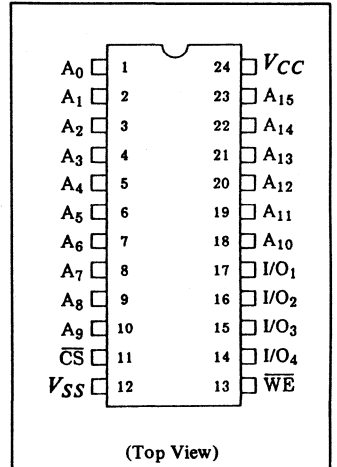 A0 1 24 VCC
A1 2 23 A15
A2 3 22 A14
A3 4 21 A13
A4 5 20 A12
A5 6 19 A11
A6 7 18 A10
A7 8 17 I/O1
A8 9 16 I/O2
A9 10 15 I/O3
C̅S̅ 11 14 I/O4
VSS 12 13 W̅E̅
(Top View)